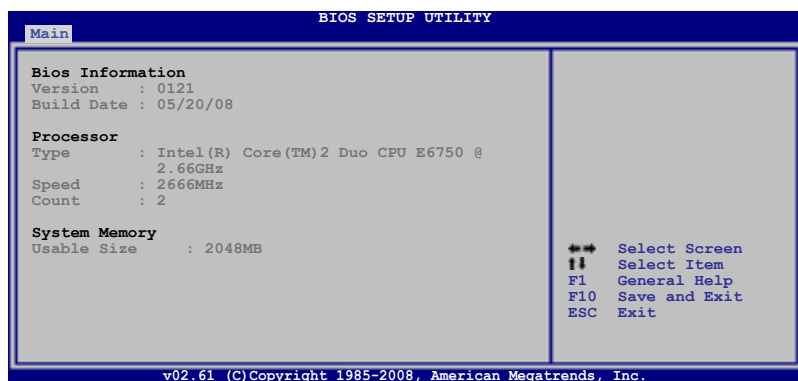 BIOS SETUP UTILITY
Main
Bios Information
Version : 0121
Build Date : 05/20/08
Processor
Type : Intel(R) Core(TM)2 Duo CPU E6750 @
2.66GHz
Speed : 2666MHz
Count : 2
System Memory
Usable Size : 2048MB
←→ Select Screen
↑↓ Select Item
F1 General Help
F10 Save and Exit
ESC Exit
v02.61 (C)Copyright 1985-2008, American Megatrends, Inc.